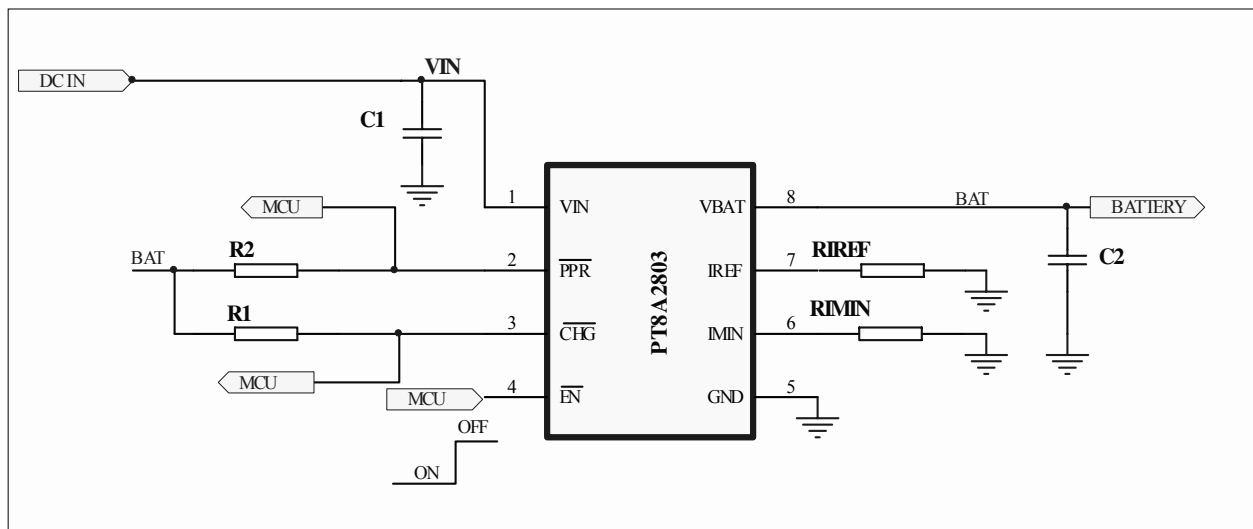 VIN
DC IN
C1
MCU
1
VIN
VBAT
8
BAT
BATTERY
BAT
R2
2
PPR
IREF
7
RIREF
C2
R1
3
CHG
IMIN
6
RIMIN
PT8A2803
MCU
MCU
4
EN
GND
5
OFF
ON